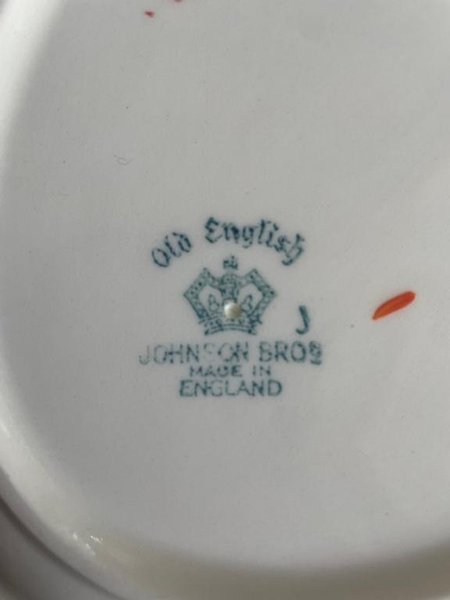 Old English
J
JOHNSON BROS
MADE IN
ENGLAND